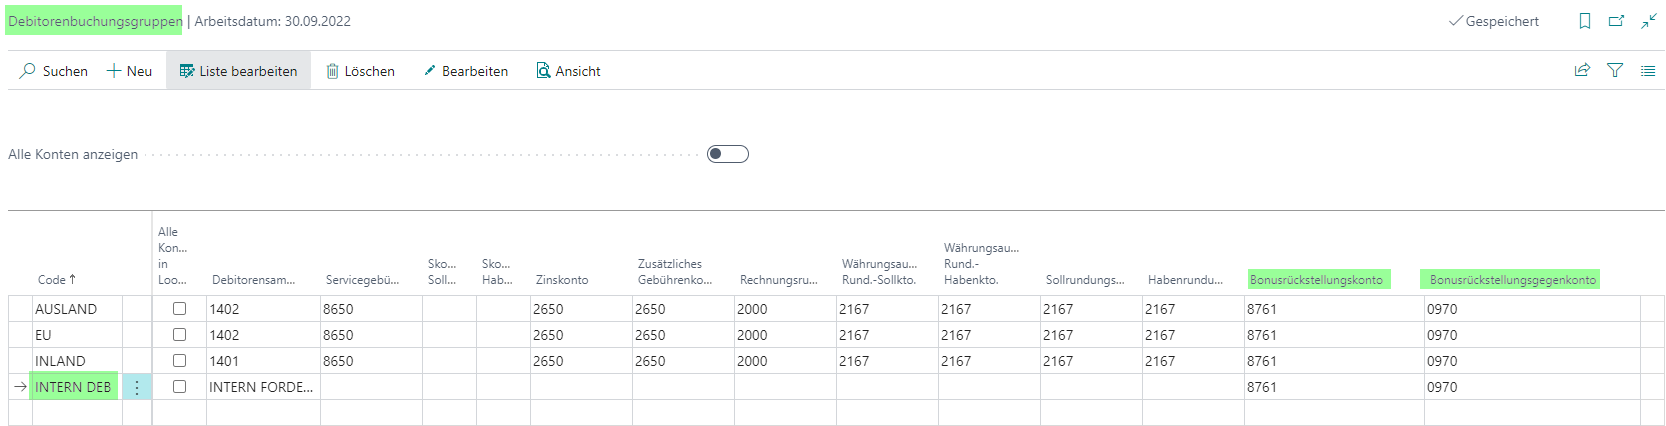 Debitorenbuchungsgruppen | Arbeitsdatum: 30.09.2022 Gespeichert
Suchen Neu Liste bearbeiten Löschen Bearbeiten Ansicht
Alle Konten anzeigen
Code Alle Kon... in Loo... Debitorensam... Servicegebü... Sko... Soll... Sko... Hab... Zinskonto Zusätzliches Gebührenko... Rechnungsru... Währungsau... Rund.-Sollkto. Währungsau... Rund.- Habenkto. Sollrundungs... Habenrundu... Bonusrückstellungskonto Bonusrückstellungsgegenkonto
AUSLAND 1402 8650 2650 2650 2000 2167 2167 2167 2167 8761 0970
EU 1402 8650 2650 2650 2000 2167 2167 2167 2167 8761 0970
INLAND 1401 8650 2650 2650 2000 2167 2167 2167 2167 8761 0970
INTERN DEB INTERN FORDE... 8761 0970